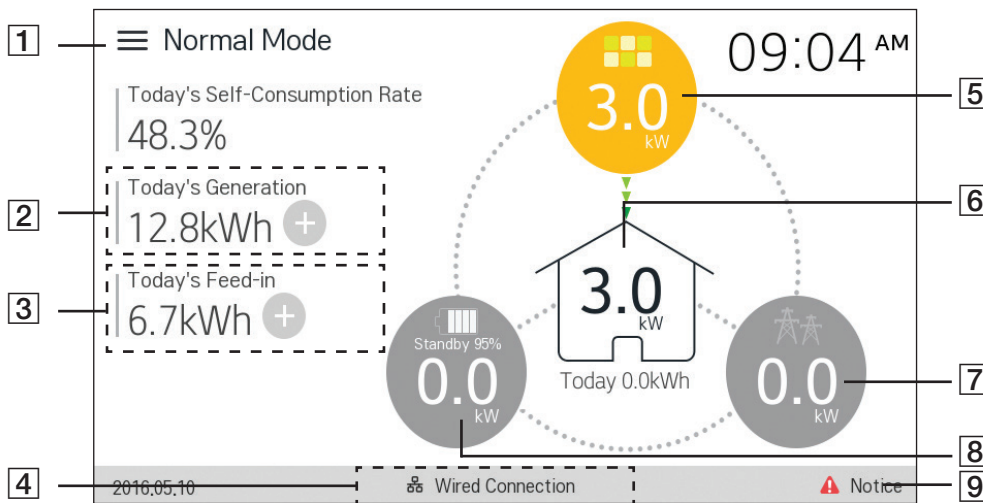 1
Normal Mode
09:04 AM
Today's Self-Consumption Rate
48.3%
2
Today's Generation
12.8kWh +
3
Today's Feed-in
6.7kWh +
3.0
kW
5
6
3.0
kW
Today 0.0kWh
Standby 95%
0.0
kW
8
0.0
kW
7
4
2016.05.10
Wired Connection
Notice
9